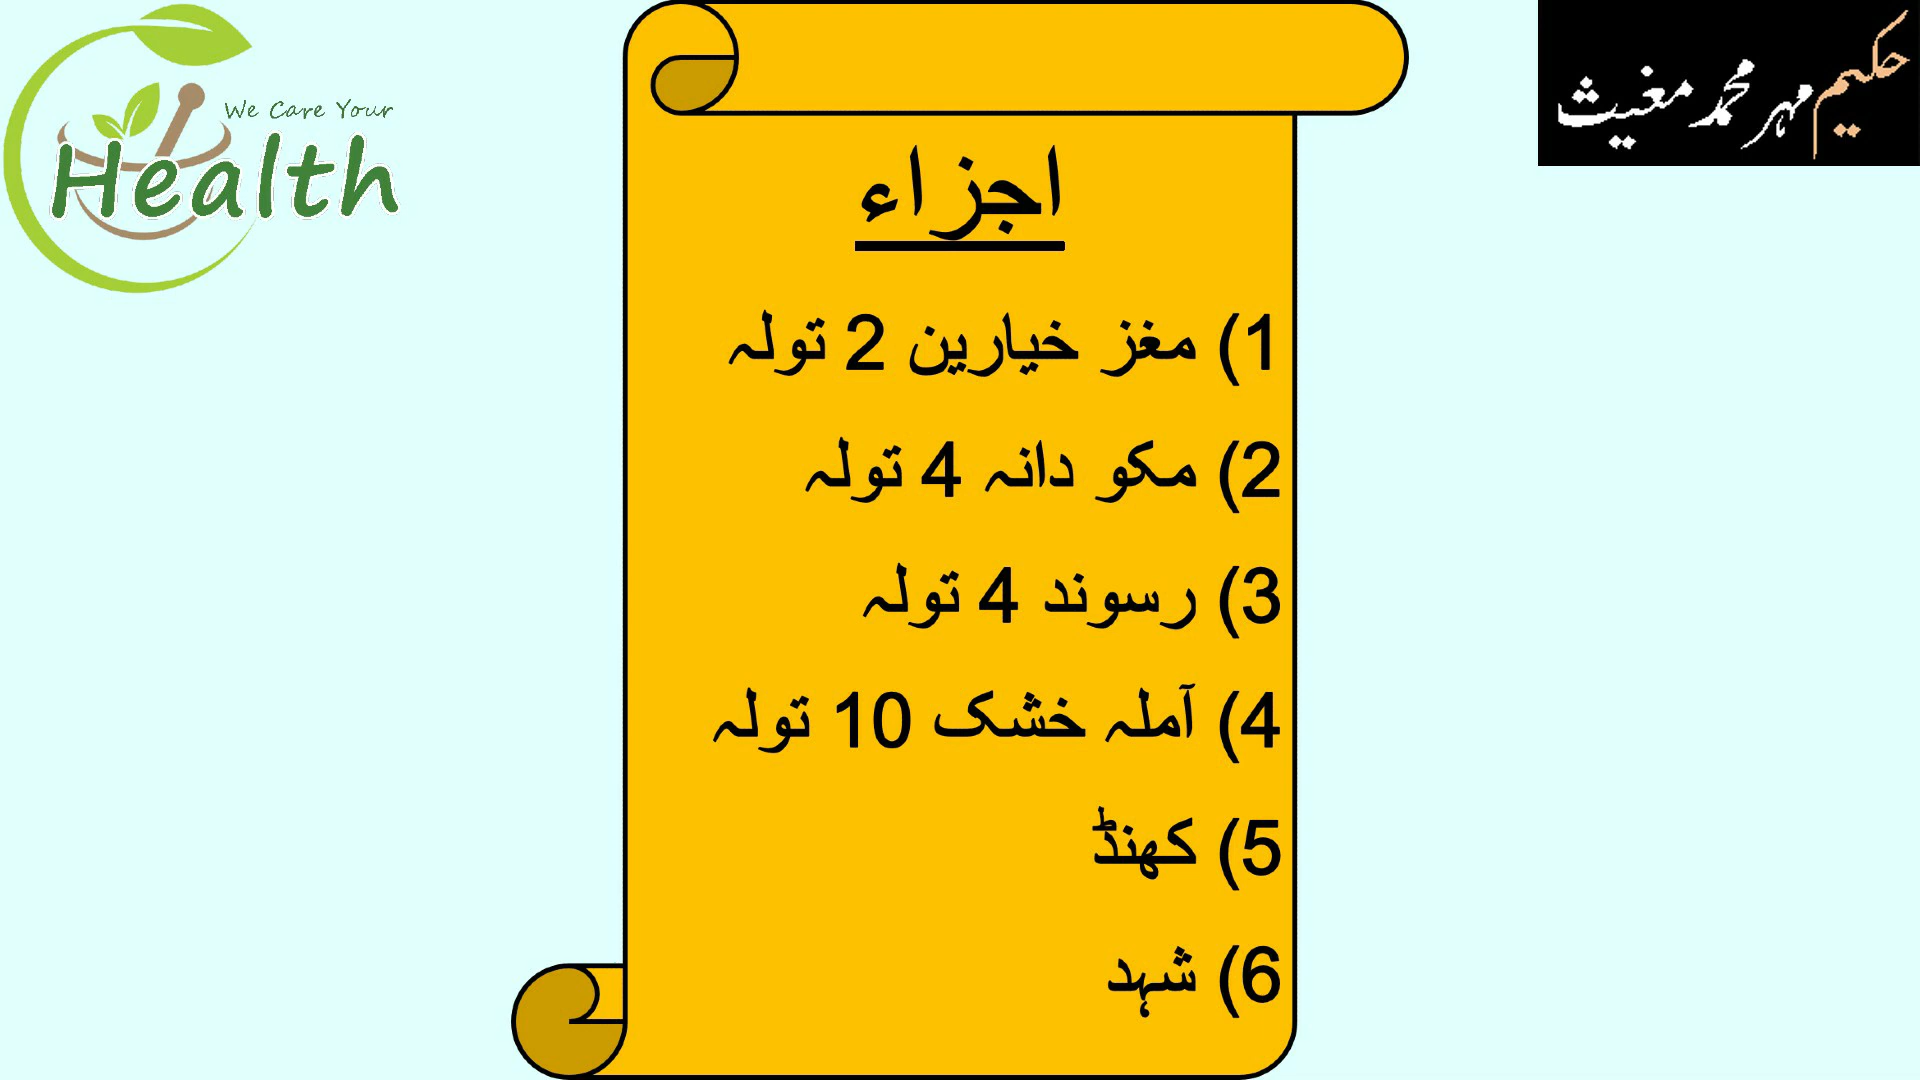 We Care Your
Health
حکیم مہر محمد مغیث
اجزاء
1) مغز خیارین 2 تولہ
2) مکو دانہ 4 تولہ
3) رسوند 4 تولہ
4) آملہ خشک 10 تولہ
5) کھنڈ
6) شہد